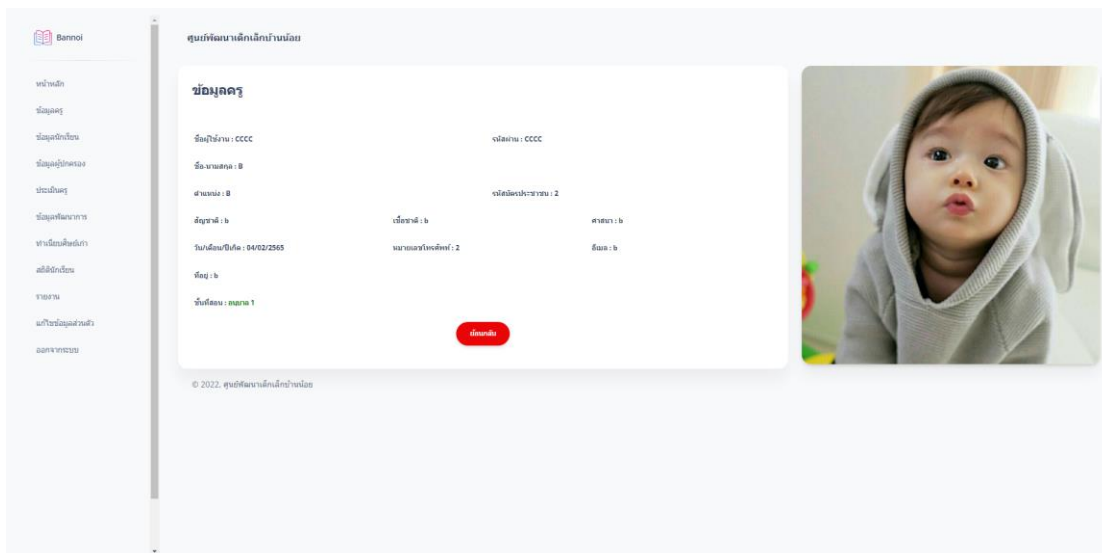 Bannoi
หน้าหลัก
ข้อมูลครู
ข้อมูลนักเรียน
ข้อมูลผู้ปกครอง
ประเมินครู
ข้อมูลพัฒนาการ
ทำเนียบศิษย์เก่า
สถิตินักเรียน
รายงาน
แก้ไขข้อมูลส่วนตัว
ออกจากระบบ
ศูนย์พัฒนาเด็กเล็กบ้านน้อย
ข้อมูลครู
ชื่อผู้ใช้งาน : CCCC รหัสผ่าน : CCCC
ชื่อ-นามสกุล : B
ตำแหน่ง : B รหัสบัตรประชาชน : 2
สัญชาติ : b เชื้อชาติ : b ศาสนา : b
วัน/เดือน/ปีเกิด : 04/02/2565 หมายเลขโทรศัพท์ : 2 อีเมล : b
ที่อยู่ : b
ชั้นที่สอน : อนุบาล 1
ย้อนกลับ
© 2022, ศูนย์พัฒนาเด็กเล็กบ้านน้อย